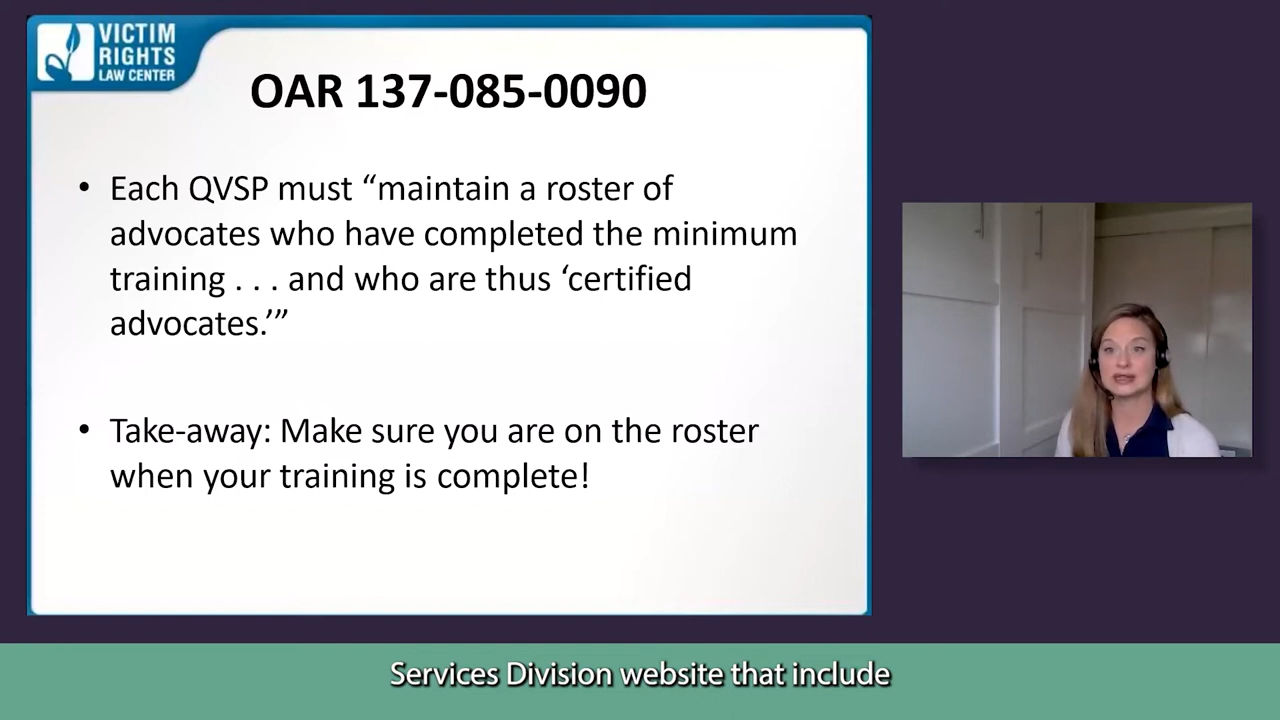 VICTIM
RIGHTS
LAW CENTER
OAR 137-085-0090
• Each QVSP must “maintain a roster of
advocates who have completed the minimum
training . . . and who are thus ‘certified
advocates.’”
• Take-away: Make sure you are on the roster
when your training is complete!
Services Division website that include